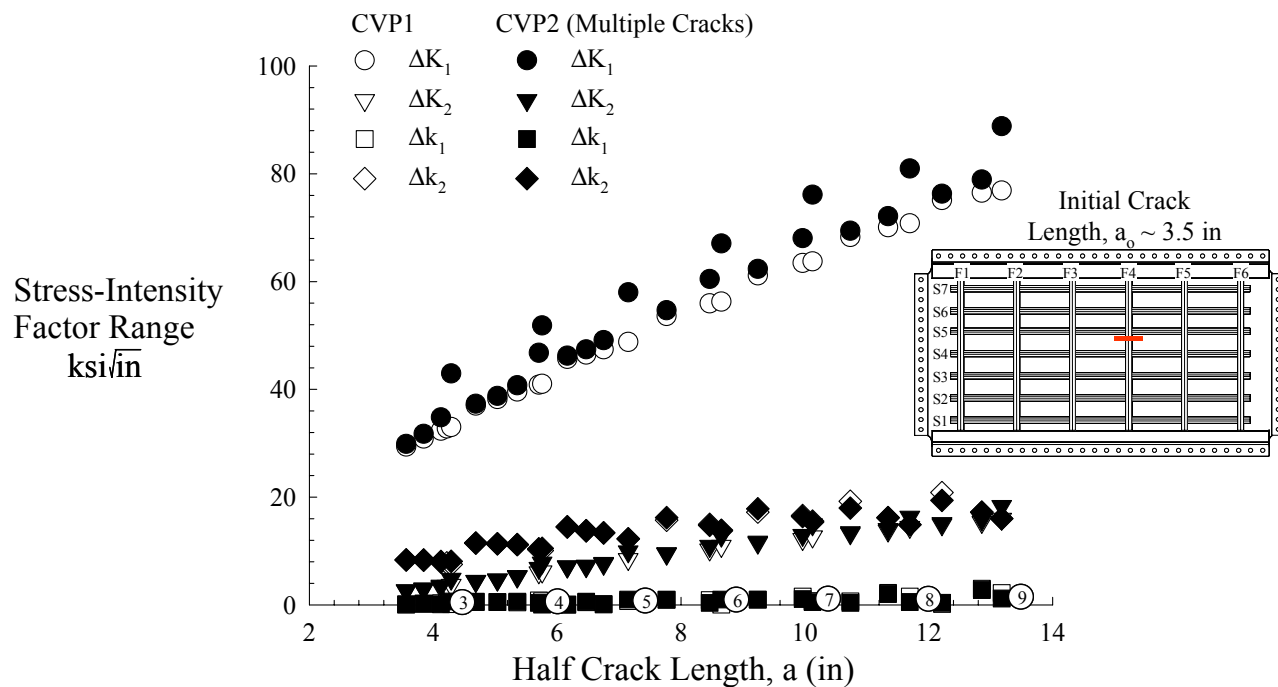 CVP1 CVP2 (Multiple Cracks)
ΔK₁ ΔK₁
ΔK₂ ΔK₂
Δk₁ Δk₁
Δk₂ Δk₂
100
80
60
40
20
0
Stress-Intensity
Factor Range
ksi√in
Initial Crack
Length, aₒ ~ 3.5 in
F1 F2 F3 F4 F5 F6
S7
S6
S5
S4
S3
S2
S1
3 4 5 6 7 8 9
2 4 6 8 10 12 14
Half Crack Length, a (in)